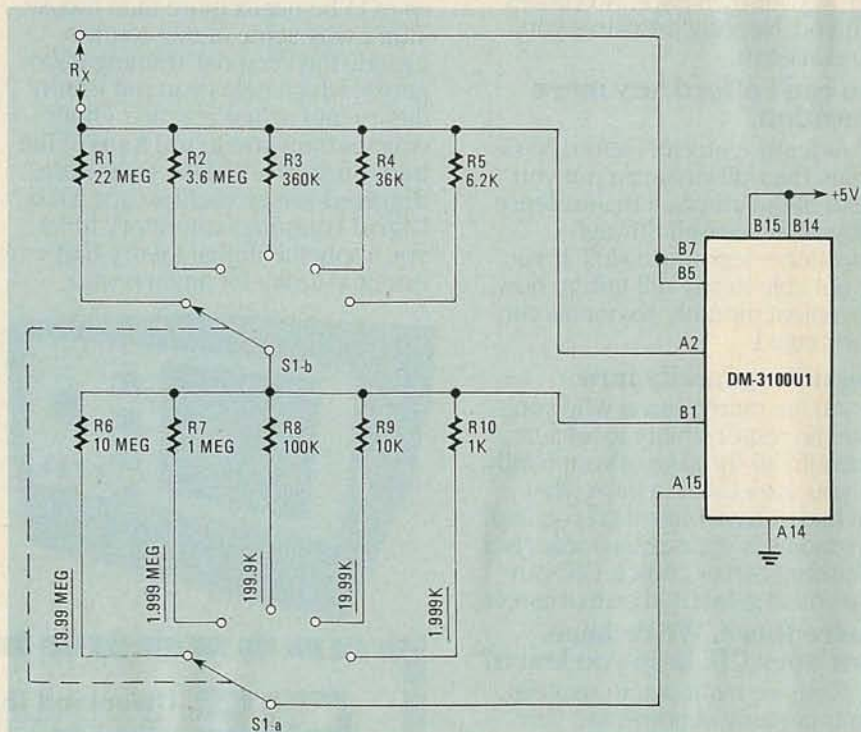 RX
R1
22 MEG
R2
3.6 MEG
R3
360K
R4
36K
R5
6.2K
+5V
B15
B14
B7
B5
A2
DM-3100U1
B1
A15
A14
S1-b
R6
10 MEG
R7
1 MEG
R8
100K
R9
10K
R10
1K
19.99 MEG
1.999 MEG
199.9K
19.99K
1.999K
S1-a